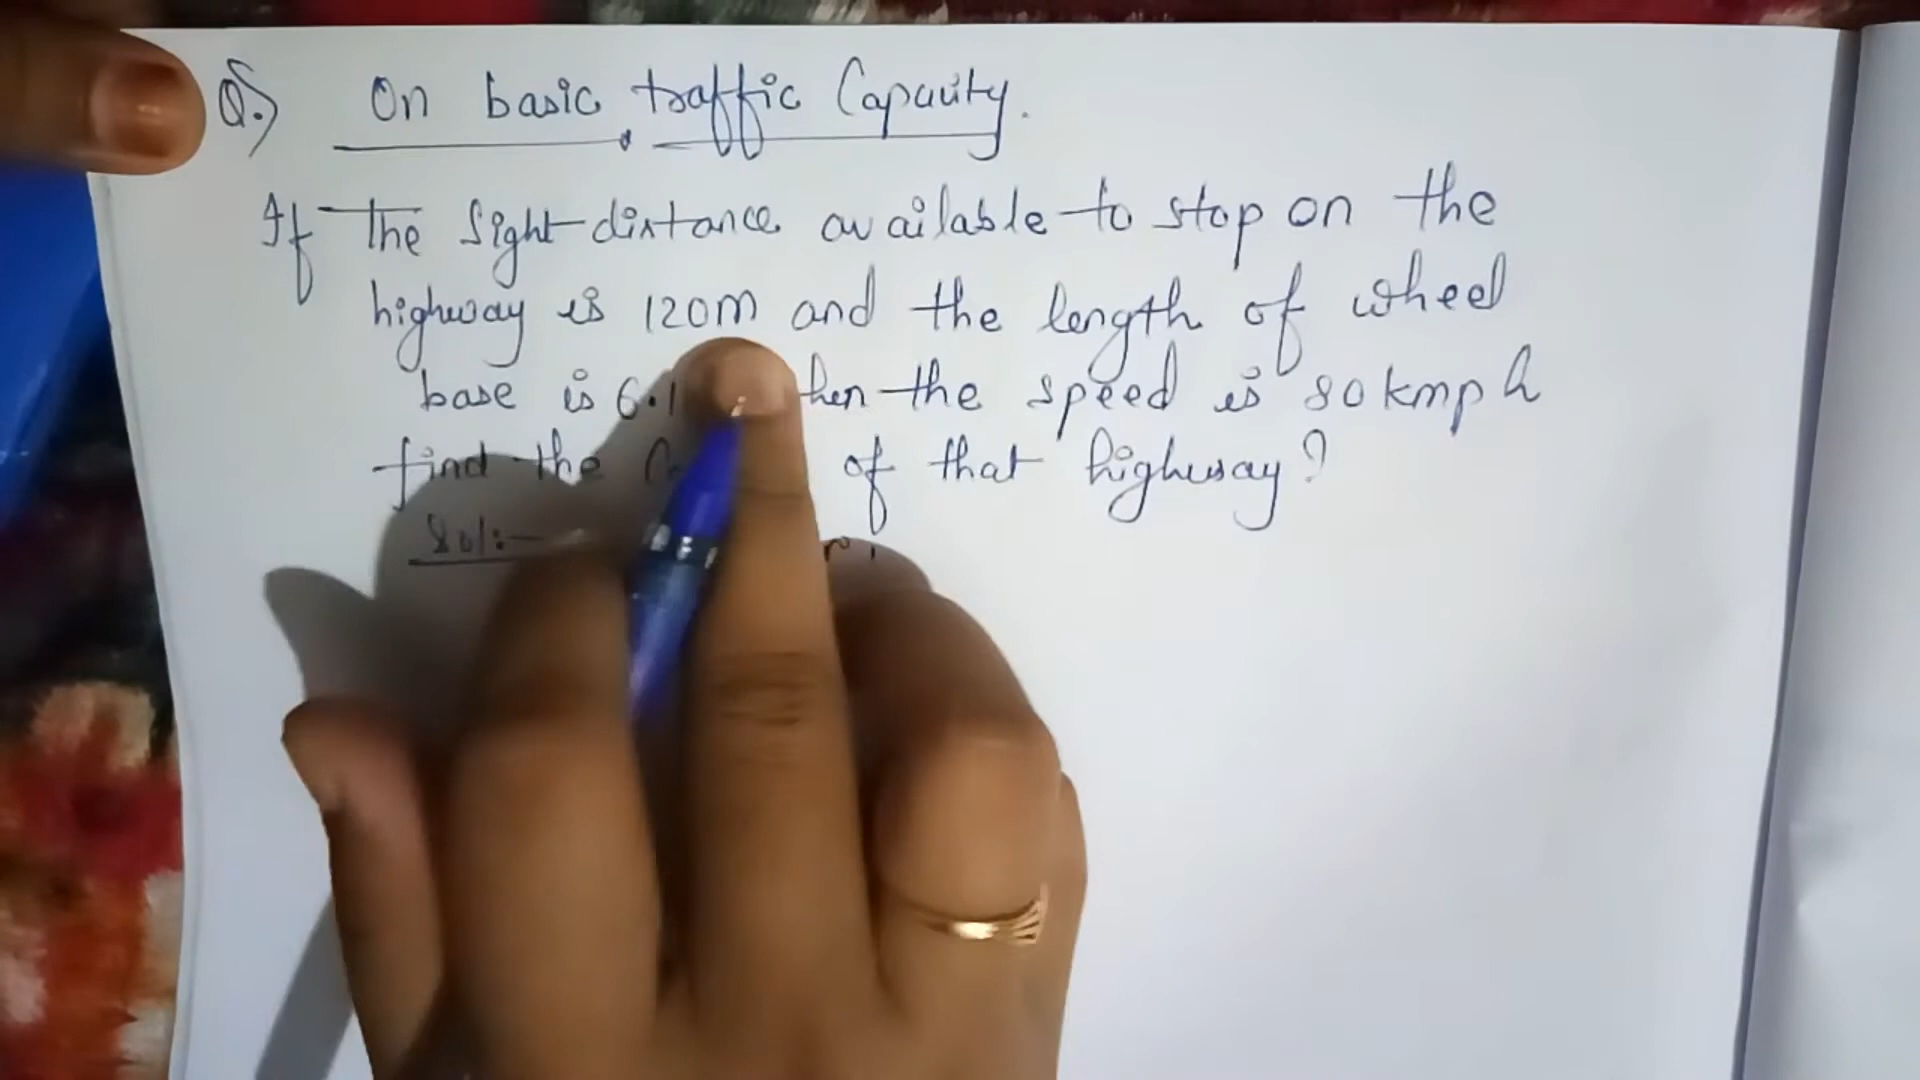 Q.) On basic traffic Capacity.
If the Sight distance available to stop on the
highway is 120m and the length of wheel
base is 6.1 the speed is 80 kmph
find the of that highway?
Sol:-